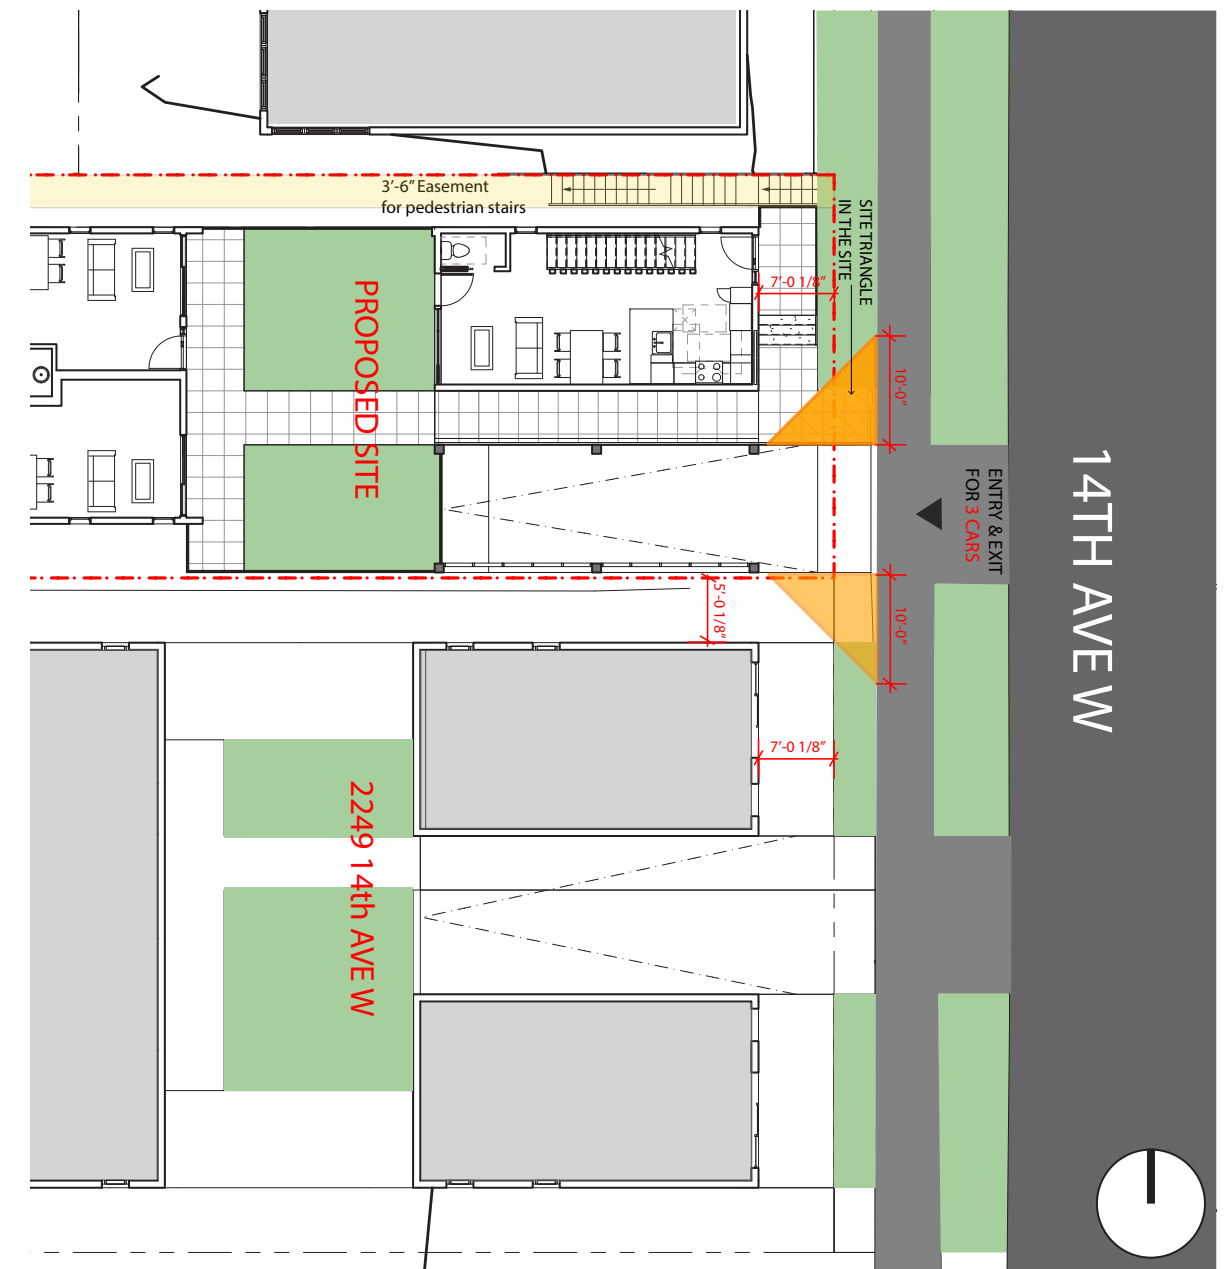 3'-6" Easement
for pedestrian stairs
SITE TRIANGLE
IN THE SITE
7'-0 1/8"
PROPOSED SITE
10'-0"
14TH AVE W
ENTRY & EXIT
FOR 3 CARS
5'-0 1/8"
10'-0"
7'-0 1/8"
2249 14th AVE W